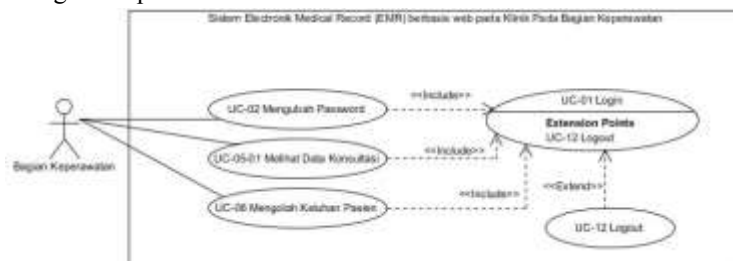 Sistem Electronik Medical Record (EMR) berbasis web pada Klinik Pada Bagian Keperawatan
UC-02 Mengubah Password
<<Include>>
UC-01 Login
Extension Points
UC-12 Logout
UC-05-01 Melihat Data Konsultasi
<<Include>>
Bagian Keperawatan
<<Include>>
<<Extend>>
UC-06 Mengolah Keluhan Pasien
UC-12 Logout